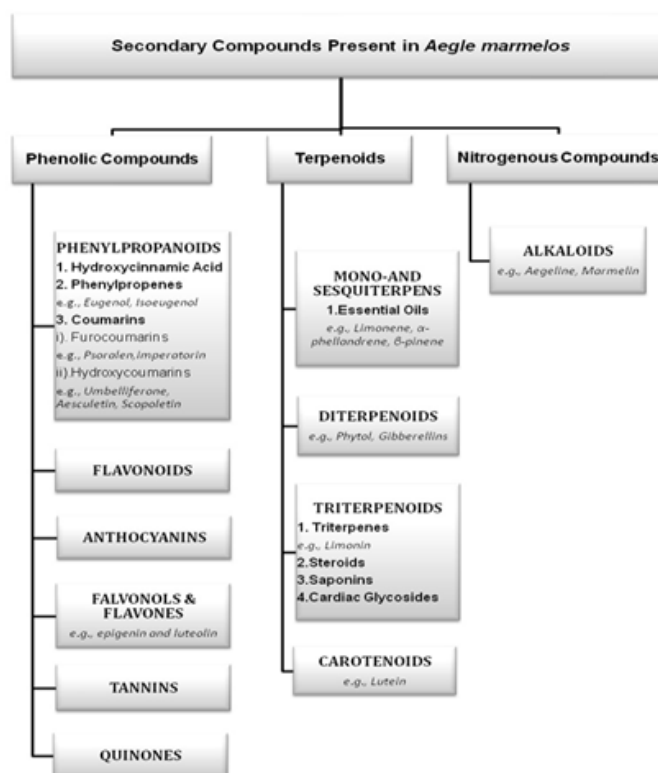 Secondary Compounds Present in Aegle marmelos
Phenolic Compounds
Terpenoids
Nitrogenous Compounds
PHENYLPROPANOIDS
1. Hydroxycinnamic Acid
2. Phenylpropenes
e.g., Eugenol, Isoeugenol
3. Coumarins
i). Furocoumarins
e.g., Psoralen,imperatorin
ii).Hydroxycoumarins
e.g., Umbelliferone,
Aesculetin, Scopoletin
FLAVONOIDS
ANTHOCYANINS
FALVONOLS &
FLAVONES
e.g., epigenin and luteolin
TANNINS
QUINONES
MONO-AND
SESQUITERPENS
1.Essential Oils
e.g., Limonene, α-
phellandrene, β-pinene
DITERPENOIDS
e.g., Phytol, Gibberellins
TRITERPENOIDS
1. Triterpenes
e.g., Limonin
2.Steroids
3.Saponins
4.Cardiac Glycosides
CAROTENOIDS
e.g., Lutein
ALKALOIDS
e.g., Aegeline, Marmelin